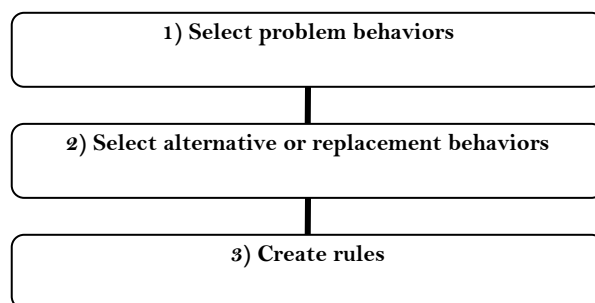 1) Select problem behaviors
2) Select alternative or replacement behaviors
3) Create rules